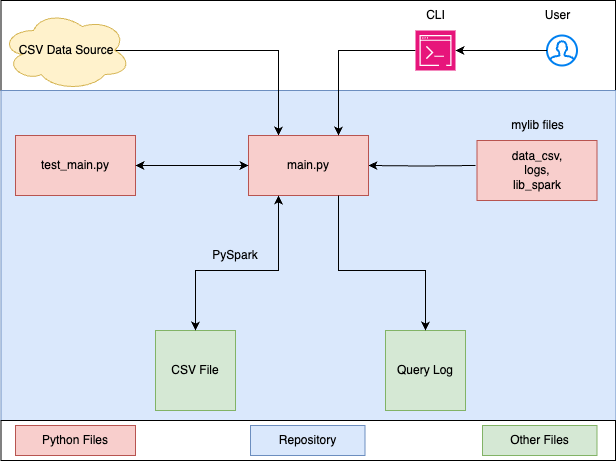 CLI
User
CSV Data Source
mylib files
test_main.py
main.py
data_csv,
logs,
lib_spark
PySpark
CSV File
Query Log
Python Files
Repository
Other Files